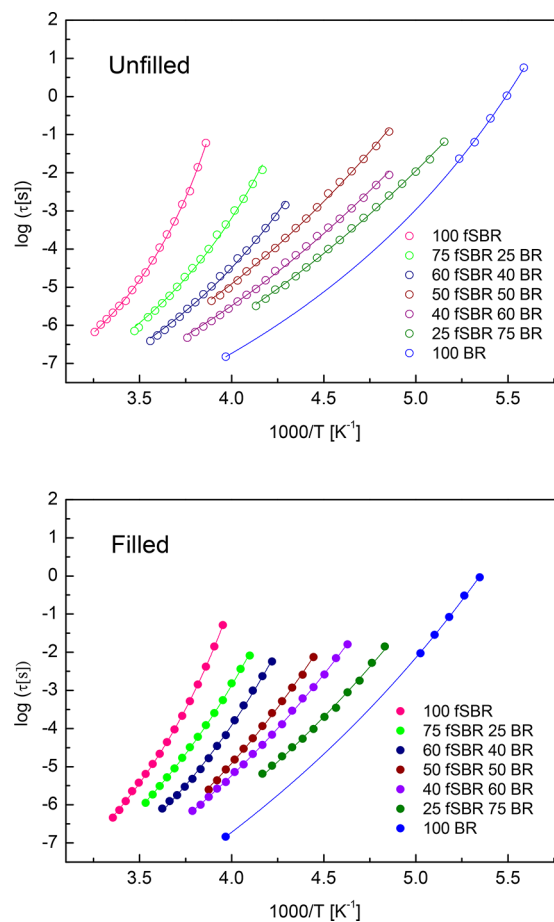 2
1
0
-1
-2
-3
-4
-5
-6
-7
log (τ[s])
Unfilled
100 fSBR
75 fSBR 25 BR
60 fSBR 40 BR
50 fSBR 50 BR
40 fSBR 60 BR
25 fSBR 75 BR
100 BR
3.5 4.0 4.5 5.0 5.5
1000/T [K⁻¹]
2
1
0
-1
-2
-3
-4
-5
-6
-7
log (τ[s])
Filled
100 fSBR
75 fSBR 25 BR
60 fSBR 40 BR
50 fSBR 50 BR
40 fSBR 60 BR
25 fSBR 75 BR
100 BR
3.5 4.0 4.5 5.0 5.5
1000/T [K⁻¹]